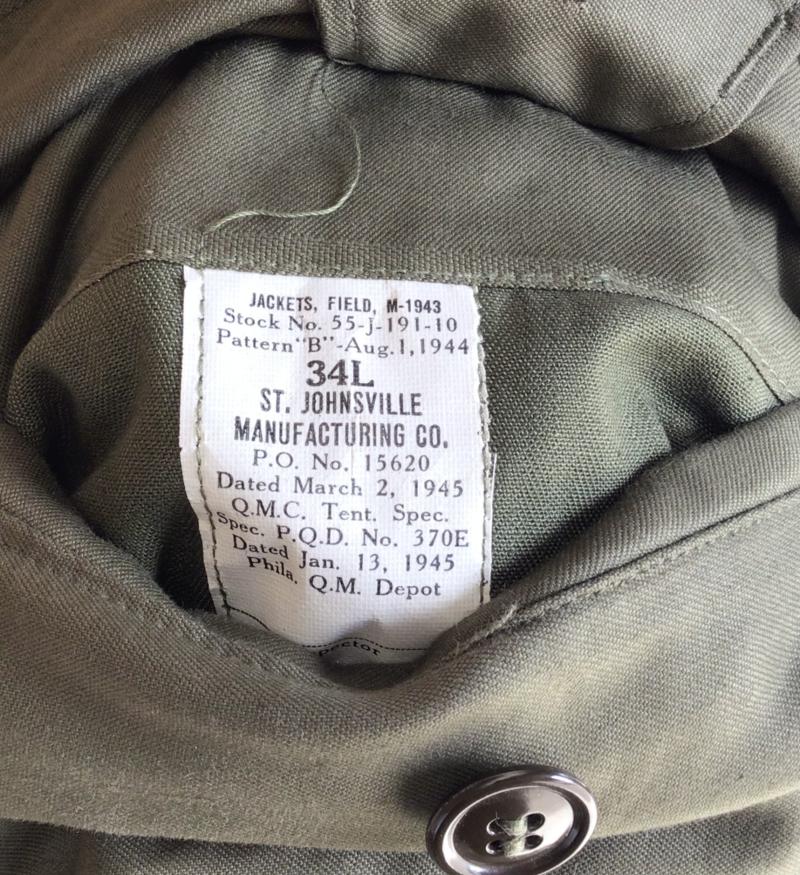 JACKETS, FIELD, M-1943
Stock No. 55-J-191-10
Pattern "B"-Aug. 1, 1944
34L
ST. JOHNSVILLE
MANUFACTURING CO.
P.O. No. 15620
Dated March 2, 1945
Q.M.C. Tent. Spec.
Spec. P.Q.D. No. 370E
Dated Jan. 13, 1945
Phila. Q.M. Depot